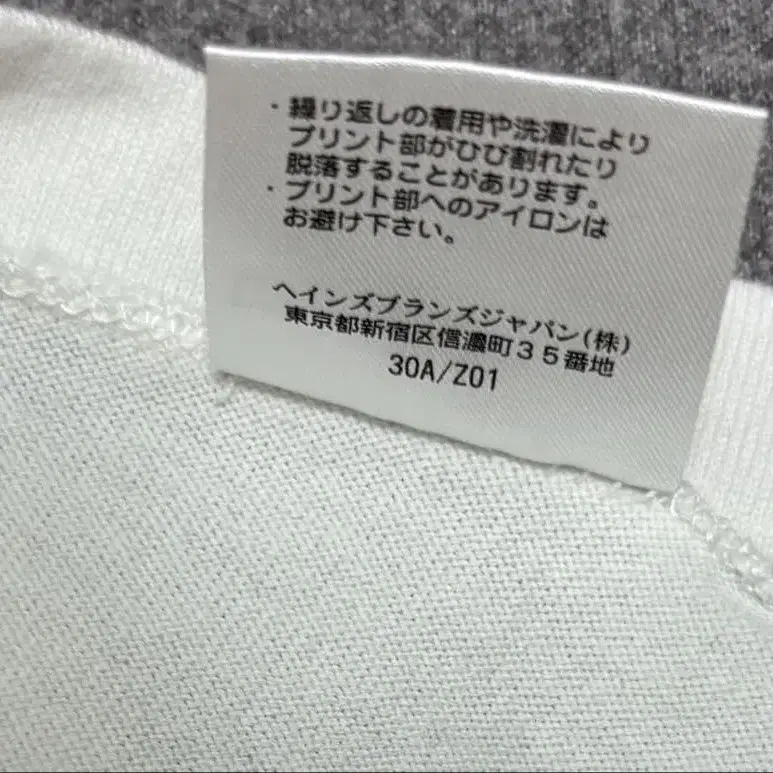 ・繰り返しの着用や洗濯により
プリント部がひび割れたり
脱落することがあります。
・プリント部へのアイロンは
お避け下さい。
ヘインズブランズジャパン(株)
東京都新宿区信濃町35番地
30A/Z01